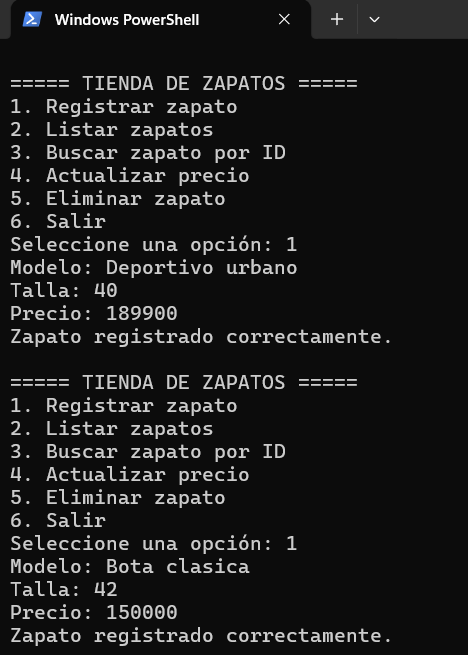 Windows PowerShell
===== TIENDA DE ZAPATOS =====
1. Registrar zapato
2. Listar zapatos
3. Buscar zapato por ID
4. Actualizar precio
5. Eliminar zapato
6. Salir
Seleccione una opción: 1
Modelo: Deportivo urbano
Talla: 40
Precio: 189900
Zapato registrado correctamente.
===== TIENDA DE ZAPATOS =====
1. Registrar zapato
2. Listar zapatos
3. Buscar zapato por ID
4. Actualizar precio
5. Eliminar zapato
6. Salir
Seleccione una opción: 1
Modelo: Bota clasica
Talla: 42
Precio: 150000
Zapato registrado correctamente.